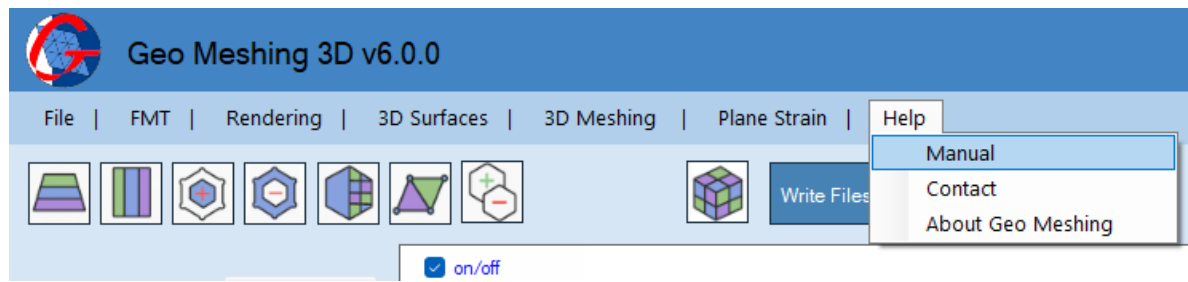 Geo Meshing 3D v6.0.0
File | FMT | Rendering | 3D Surfaces | 3D Meshing | Plane Strain | Help
Manual
Write Files
Contact
About Geo Meshing
on/off